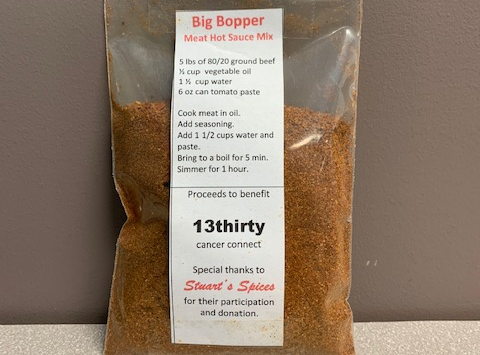 Big Bopper
Meat Hot Sauce Mix
5 lbs of 80/20 ground beef
½ cup vegetable oil
1 ½ cup water
6 oz can tomato paste
Cook meat in oil.
Add seasoning.
Add 1 1/2 cups water and
paste.
Bring to a boil for 5 min.
Simmer for 1 hour.
Proceeds to benefit
13thirty
cancer connect
Special thanks to
Stuart's Spices
for their participation
and donation.